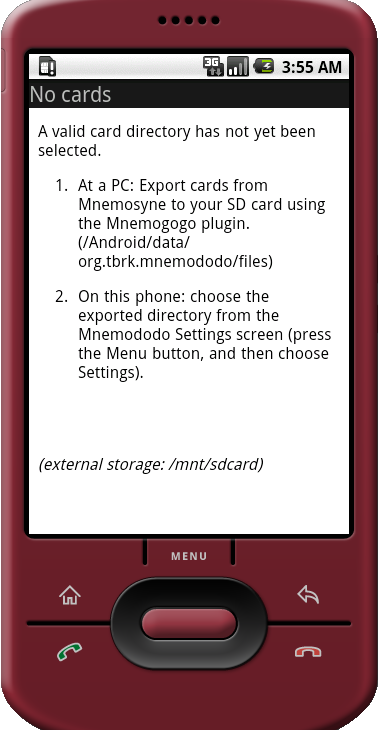 3G
3:55 AM
No cards
A valid card directory has not yet been
selected.
1. At a PC: Export cards from
Mnemosyne to your SD card using
the Mnemogogo plugin.
(/Android/data/
org.tbrk.mnemododo/files)
2. On this phone: choose the
exported directory from the
Mnemododo Settings screen (press
the Menu button, and then choose
Settings).
(external storage: /mnt/sdcard)
MENU